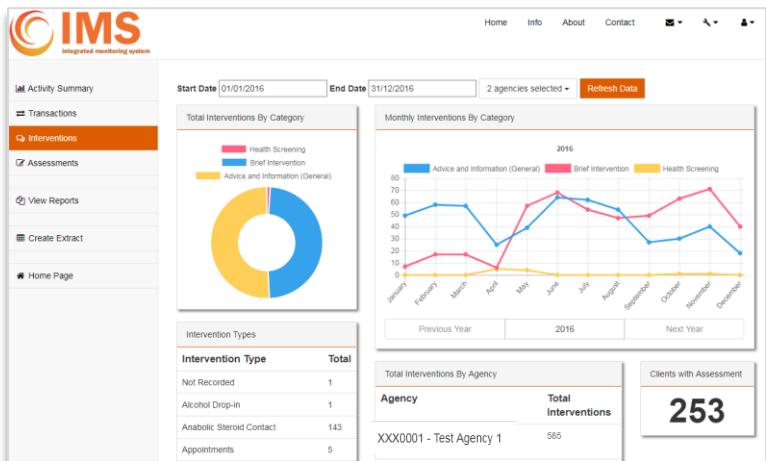 IMS
integrated monitoring system
Home Info About Contact
Activity Summary
Transactions
Interventions
Assessments
View Reports
Create Extract
Home Page
Start Date 01/01/2016 End Date 31/12/2016 2 agencies selected Refresh Data
Total Interventions By Category
Health Screening
Brief Intervention
Advice and Information (General)
Monthly Interventions By Category
2016
Advice and Information (General) Brief Intervention Health Screening
80
70
60
50
40
30
20
10
0
January February March April May June July August September October November December
Previous Year 2016 Next Year
Intervention Types
Intervention Type Total
Not Recorded 1
Alcohol Drop-in 1
Anabolic Steroid Contact 143
Appointments 5
Total Interventions By Agency
Agency Total Interventions
XXX0001 - Test Agency 1 585
Clients with Assessment
253